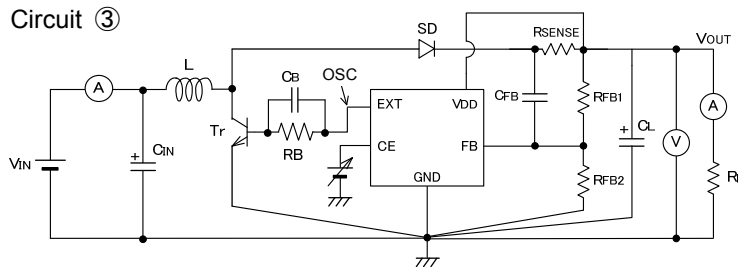 Circuit ③
SD
RSENSE
VOUT
L
A
CB
OSC
EXT
VDD
CFB
RFB1
A
Tr
RB
CE
FB
CL
V
VIN
+
CIN
+
GND
RFB2